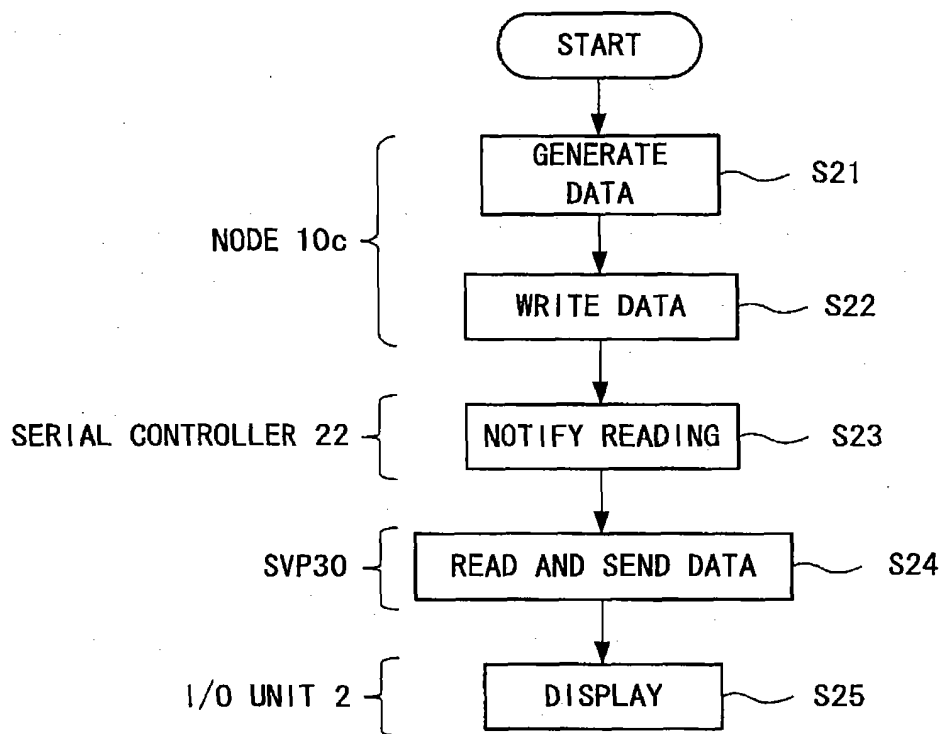 START
GENERATE
DATA
S21
NODE 10c
WRITE DATA
S22
SERIAL CONTROLLER 22
NOTIFY READING
S23
SVP30
READ AND SEND DATA
S24
I/O UNIT 2
DISPLAY
S25